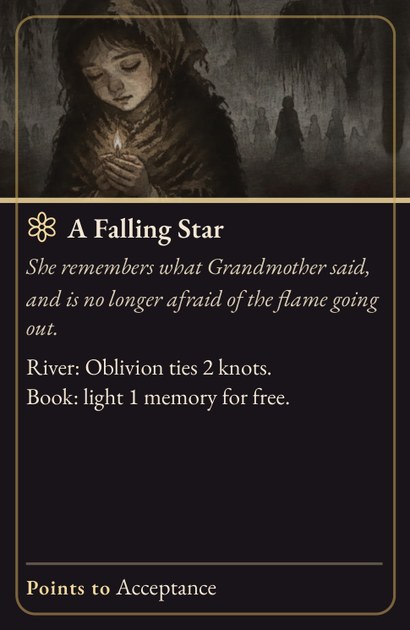 A Falling Star
She remembers what Grandmother said,
and is no longer afraid of the flame going
out.
River: Oblivion ties 2 knots.
Book: light 1 memory for free.
Points to Acceptance